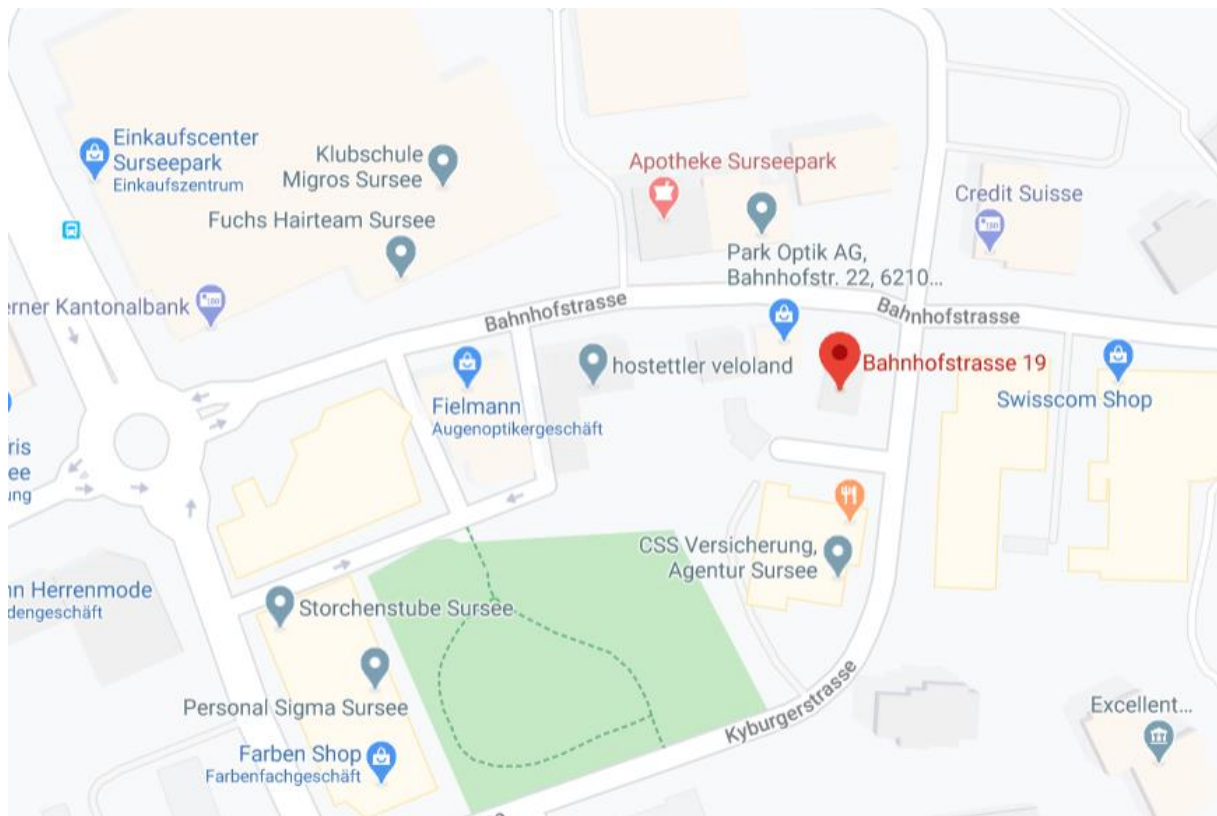 Einkaufscenter
Surseepark
Einkaufszentrum
Klubschule
Migros Sursee
Fuchs Hairteam Sursee
Apotheke Surseepark
Credit Suisse
Park Optik AG,
Bahnhofstr. 22, 6210...
erner Kantonalbank
Bahnhofstrasse
Bahnhofstrasse
hostettler veloland
Bahnhofstrasse 19
Fielmann
Augenoptikergeschäft
Swisscom Shop
ris
ee
ung
CSS Versicherung,
Agentur Sursee
nn Herrenmode
dengeschäft
Storchenstube Sursee
Personal Sigma Sursee
Kyburgerstrasse
Excellent...
Farben Shop
Farbenfachgeschäft